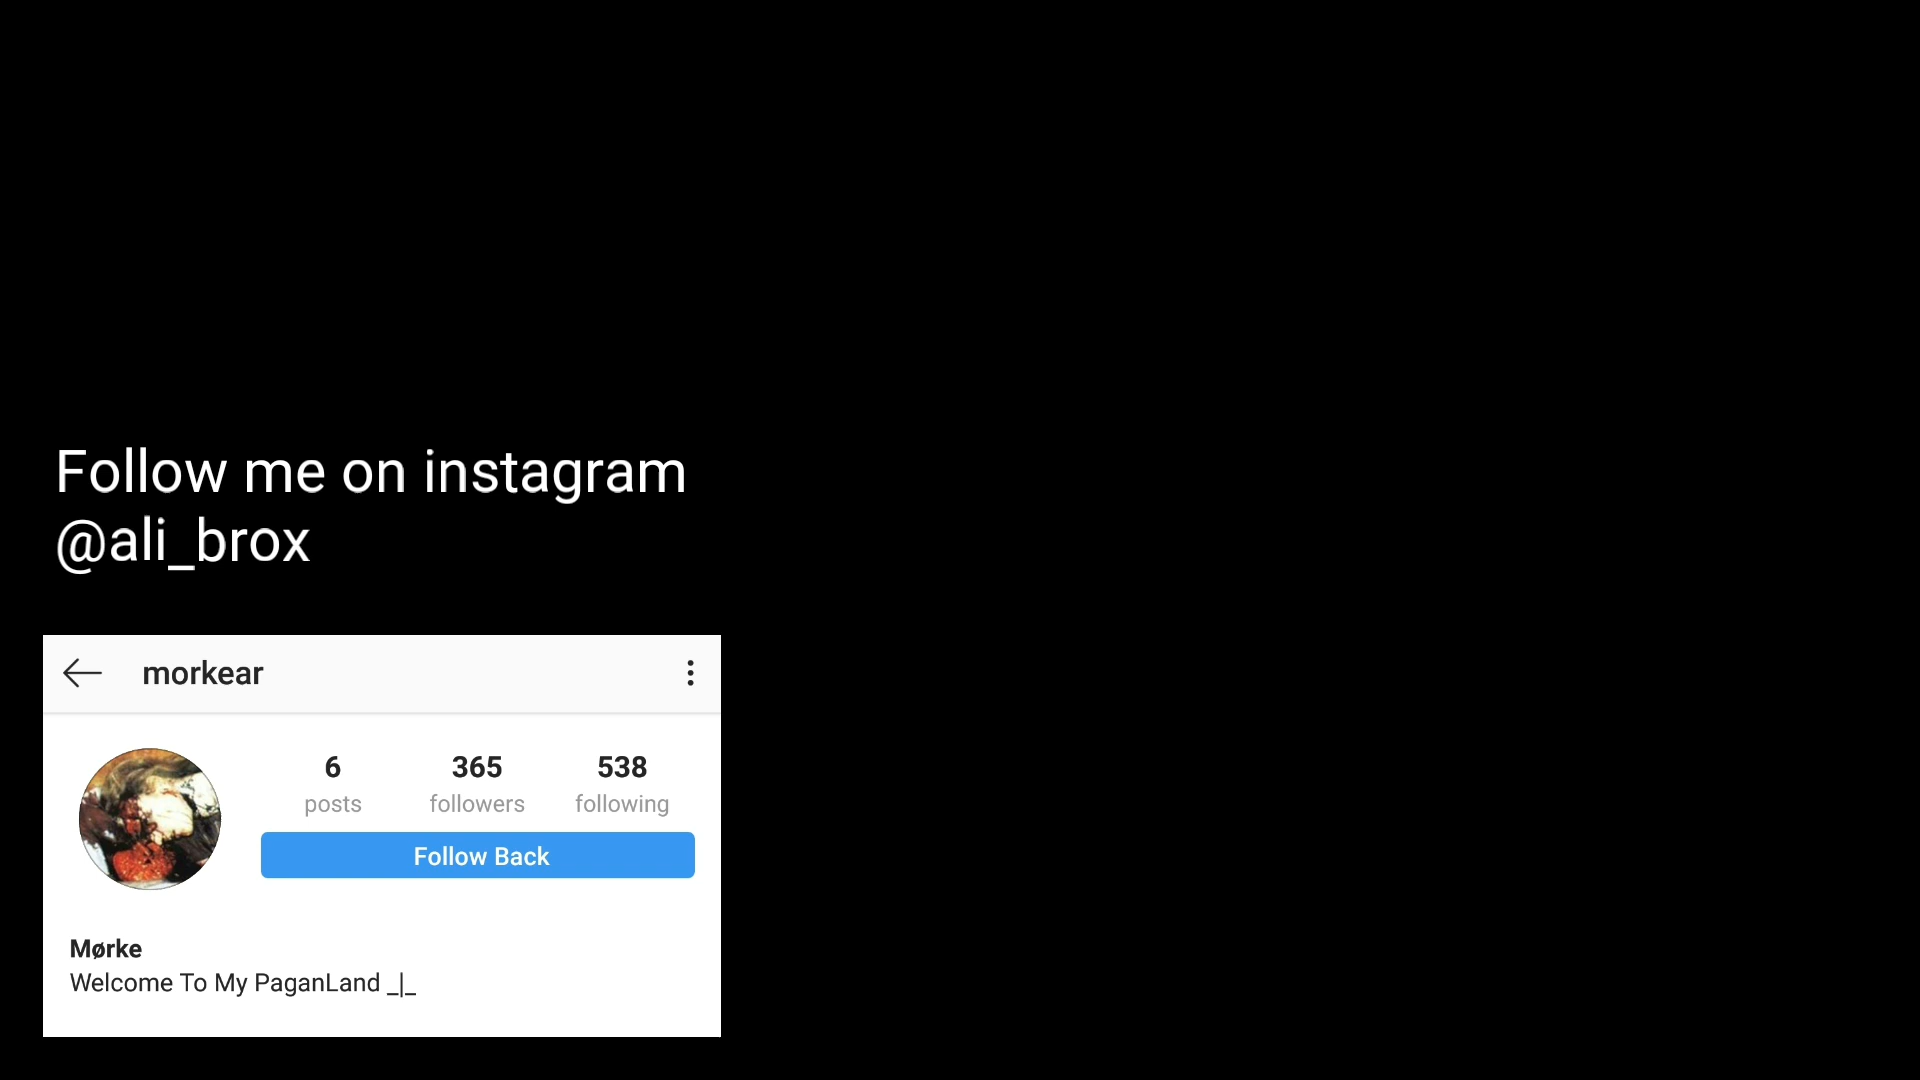 Follow me on instagram
@ali_brox
morkear
6 365 538
posts followers following
Follow Back
Mørke
Welcome To My PaganLand _|_